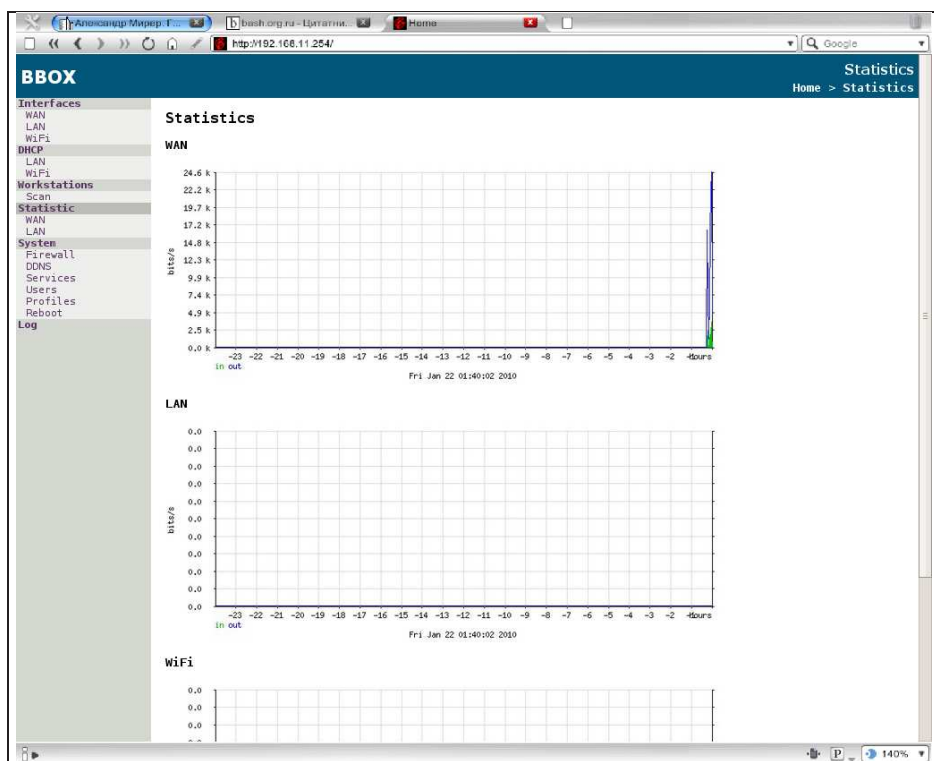 Александр Мирер: Г...
bash.org.ru - Цитатни...
Home
http://192.168.11.254/
Google
BBOX
Statistics
Home > Statistics
Interfaces
WAN
LAN
WiFi
DHCP
LAN
WiFi
Workstations
Scan
Statistic
WAN
LAN
System
Firewall
DDNS
Services
Users
Profiles
Reboot
Log
Statistics
WAN
24.6 k
22.2 k
19.7 k
17.2 k
14.8 k
12.3 k
9.9 k
7.4 k
4.9 k
2.5 k
0.0 k
bits/s
-23 -22 -21 -20 -19 -18 -17 -16 -15 -14 -13 -12 -11 -10 -9 -8 -7 -6 -5 -4 -3 -2 Hours
in out
Fri Jan 22 01:40:02 2010
LAN
0.0
0.0
0.0
0.0
0.0
0.0
0.0
0.0
0.0
0.0
0.0
bits/s
-23 -22 -21 -20 -19 -18 -17 -16 -15 -14 -13 -12 -11 -10 -9 -8 -7 -6 -5 -4 -3 -2 Hours
in out
Fri Jan 22 01:40:02 2010
WiFi
0.0
0.0
0.0
P
140%